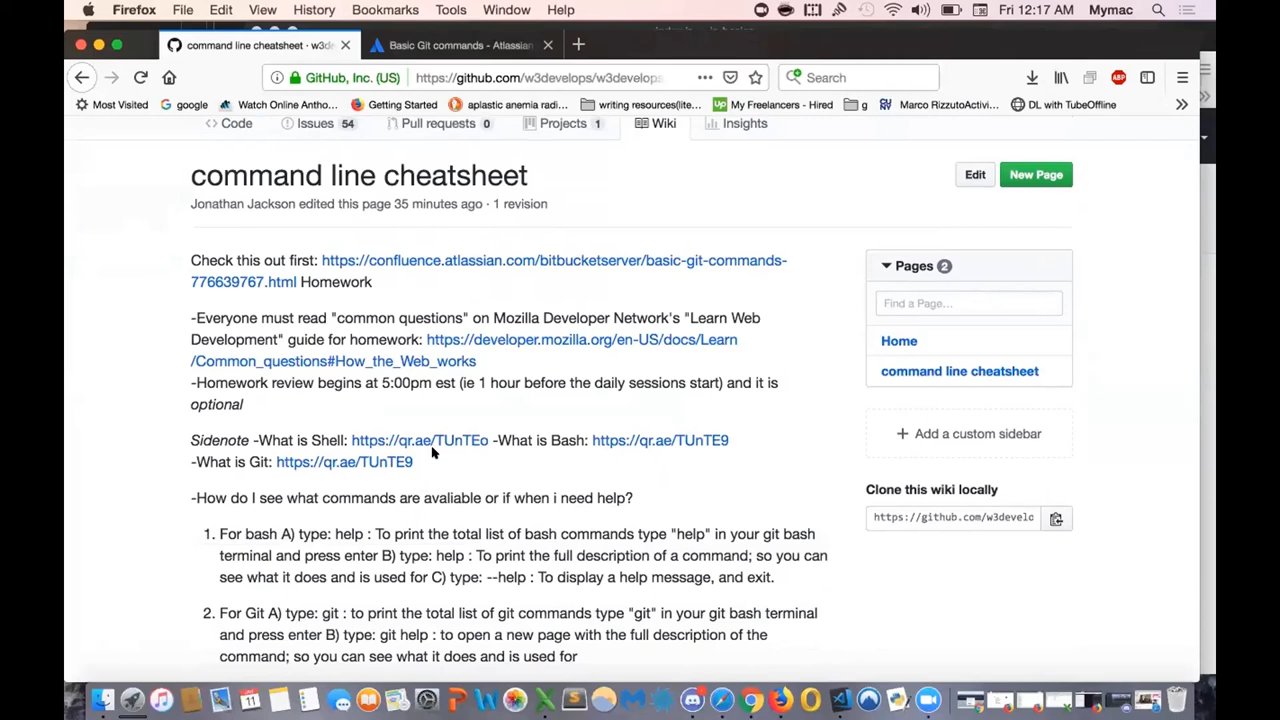 Firefox File Edit View History Bookmarks Tools Window Help Fri 12:17 AM Mymac
command line cheatsheet · w3de
Basic Git commands - Atlassian
GitHub, Inc. (US) https://github.com/w3develops/w3develops. Search
Most Visited google Watch Online Antho... Getting Started aplastic anemia radi... writing resources(lite... My Freelancers - Hired g Marco RizzutoActivi... DL with TubeOffline
Code Issues 54 Pull requests 0 Projects 1 Wiki Insights
command line cheatsheet
Edit New Page
Jonathan Jackson edited this page 35 minutes ago · 1 revision
Check this out first: https://confluence.atlassian.com/bitbucketserver/basic-git-commands-
776639767.html Homework
-Everyone must read "common questions" on Mozilla Developer Network's "Learn Web
Development" guide for homework: https://developer.mozilla.org/en-US/docs/Learn
/Common_questions#How_the_Web_works
-Homework review begins at 5:00pm est (ie 1 hour before the daily sessions start) and it is
optional
Sidenote -What is Shell: https://qr.ae/TUnTEo -What is Bash: https://qr.ae/TUnTE9
-What is Git: https://qr.ae/TUnTE9
-How do I see what commands are avaliable or if when i need help?
1. For bash A) type: help : To print the total list of bash commands type "help" in your git bash
terminal and press enter B) type: help : To print the full description of a command; so you can
see what it does and is used for C) type: --help : To display a help message, and exit.
2. For Git A) type: git : to print the total list of git commands type "git" in your git bash terminal
and press enter B) type: git help : to open a new page with the full description of the
command; so you can see what it does and is used for
Pages 2
Find a Page...
Home
command line cheatsheet
+ Add a custom sidebar
Clone this wiki locally
https://github.com/w3develo